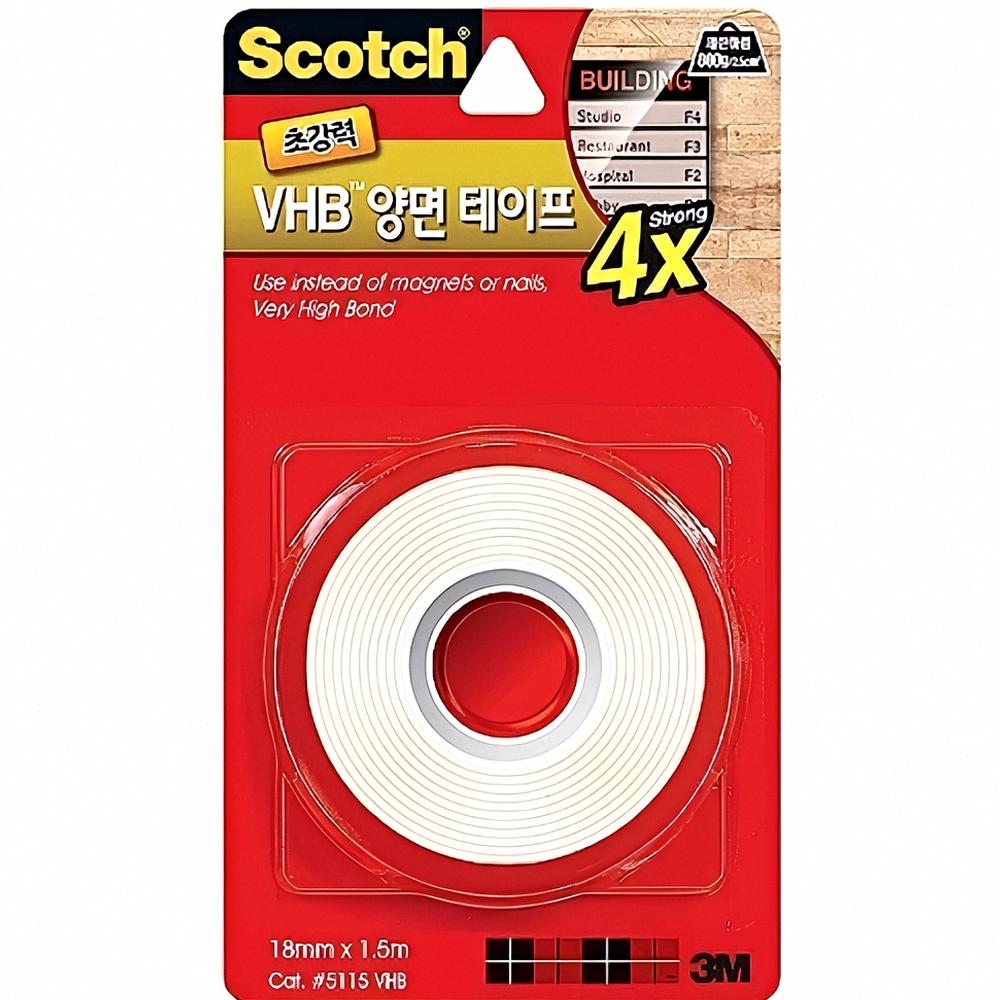 Scotch®
BUILDING
Studio F4
Restaurant F3
Hospital F2
초강력
VHB™ 양면 테이프
Strong
4x
Use instead of magnets or nails,
Very High Bond
18mm x 1.5m
Cat. #5115 VHB
3M